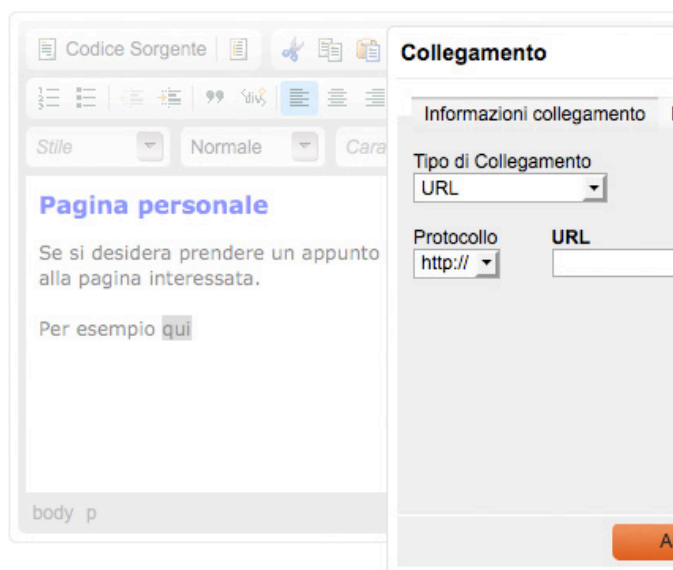 Codice Sorgente
Stile
Normale
Pagina personale
Se si desidera prendere un appunto
alla pagina interessata.
Per esempio qui
body p
Collegamento
Informazioni collegamento
Tipo di Collegamento
URL
Protocollo URL
http://